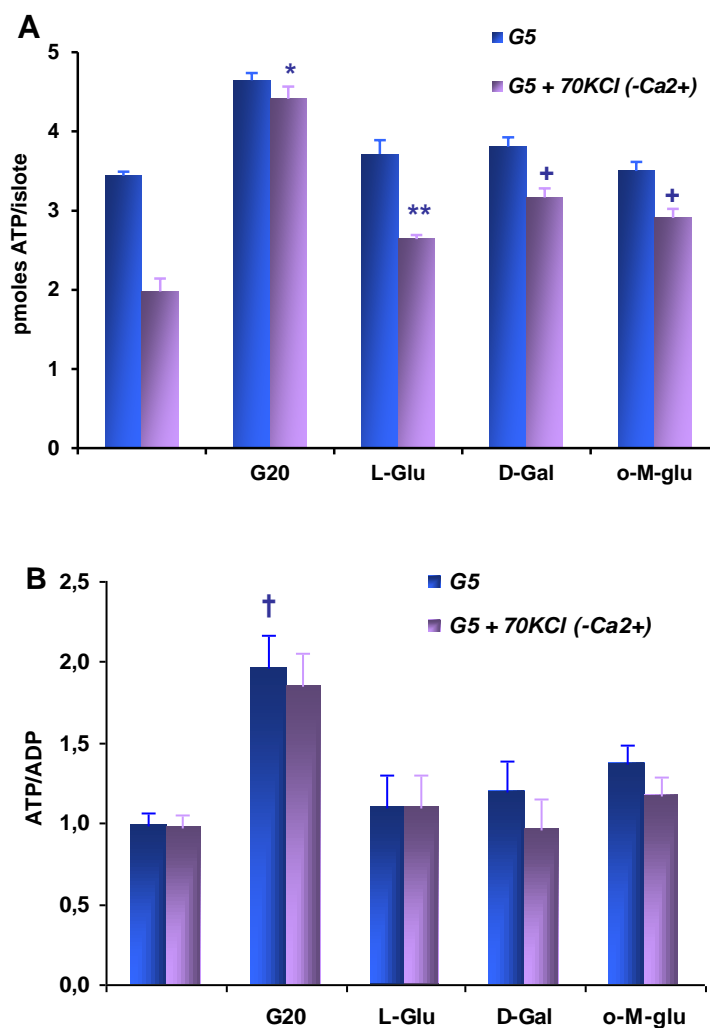 A
G5
G5 + 70KCl (-Ca2+)
pmoles ATP/islote
5
4
3
2
1
0
*
**
+
+
G20 L-Glu D-Gal o-M-glu
B
G5
G5 + 70KCl (-Ca2+)
ATP/ADP
2,5
2,0
1,5
1,0
0,5
0,0
†
G20 L-Glu D-Gal o-M-glu